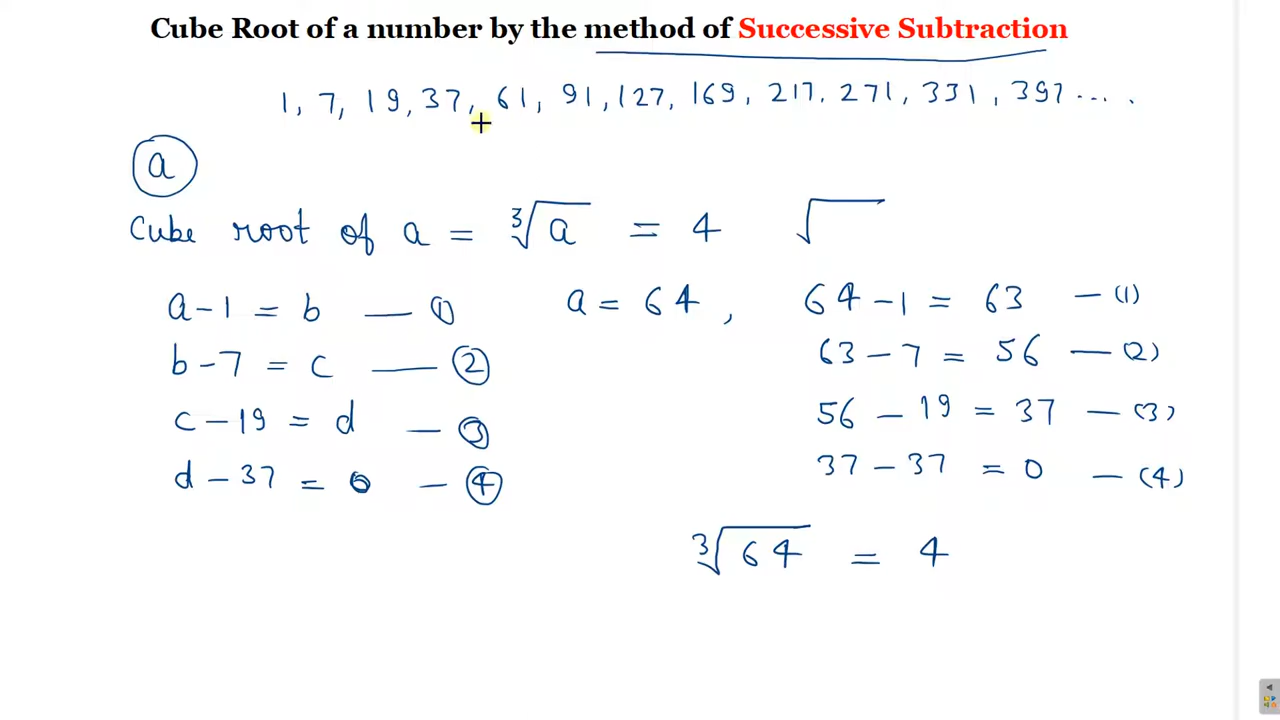 Cube Root of a number by the method of Successive Subtraction
1, 7, 19, 37, 61, 91, 127, 169, 217, 271, 331, 397 ....
a
Cube root of a = ∛a = 4 √
a - 1 = b — 1
a = 64, 64 - 1 = 63 — (1)
b - 7 = c — 2
63 - 7 = 56 — (2)
c - 19 = d — 3
56 - 19 = 37 — (3)
d - 37 = 0 — 4
37 - 37 = 0 — (4)
∛64 = 4